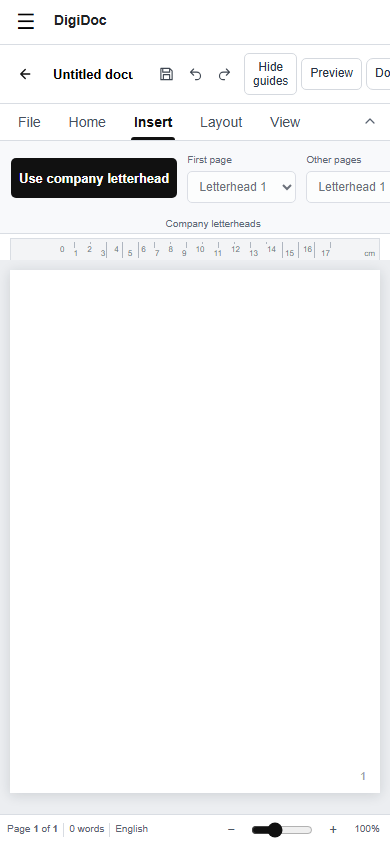 DigiDoc
Untitled docu
Hide guides
Preview
Do
File Home Insert Layout View
Use company letterhead
First page
Letterhead 1
Other pages
Letterhead 1
Company letterheads
0 1 2 3 4 5 6 7 8 9 10 11 12 13 14 15 16 17 cm
1
Page 1 of 1 0 words English − + 100%